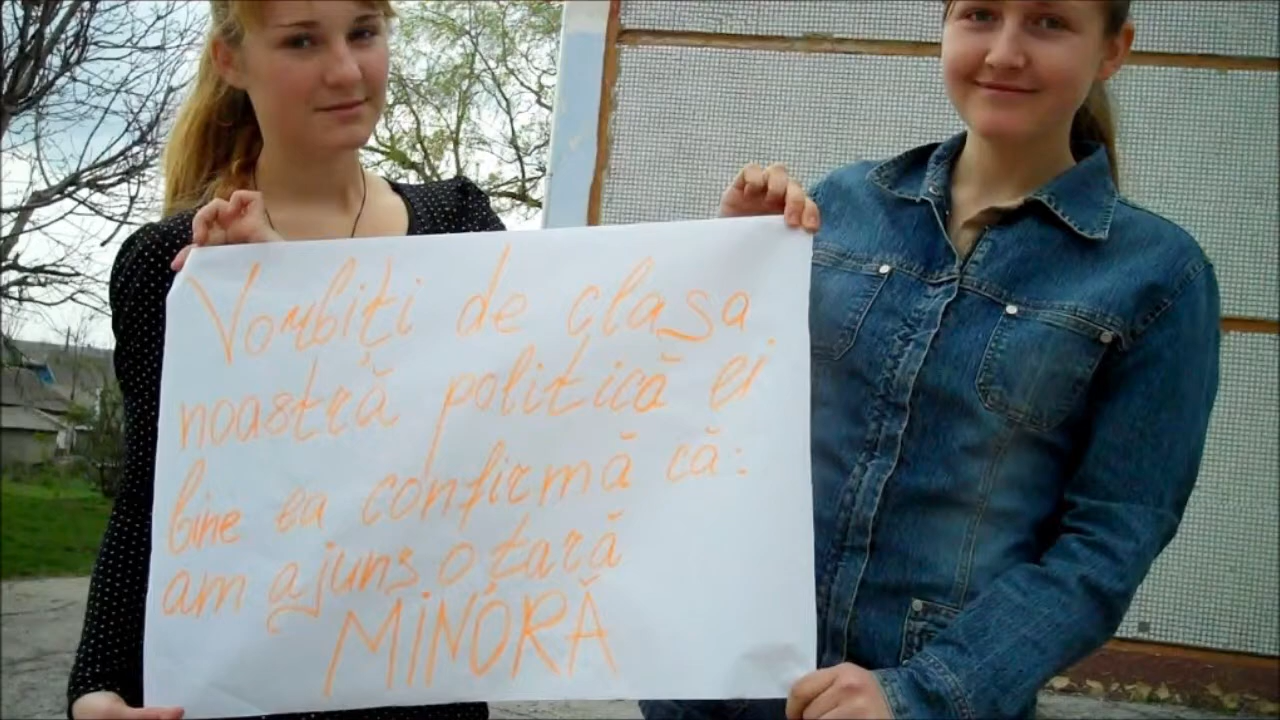 Vorbiți de clasa
noastră politică ei
bine ea confirmă că:
am ajuns o țară
MINORĂ